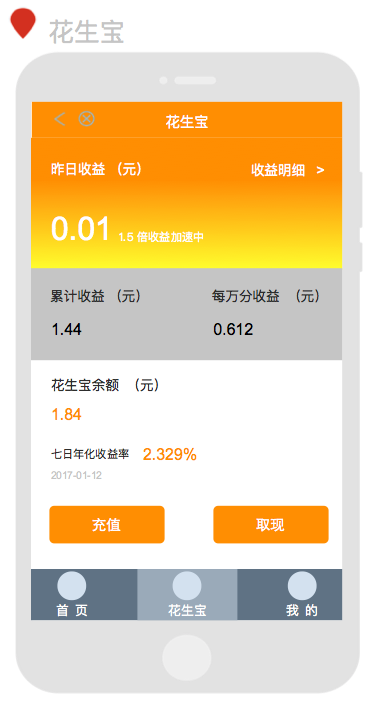 花生宝
花生宝
昨日收益 （元） 收益明细 >
0.01 1.5 倍收益加速中
累计收益 （元） 每万分收益 （元）
1.44 0.612
花生宝余额 （元）
1.84
七日年化收益率 2.329%
2017-01-12
充值 取现
首 页 花生宝 我 的